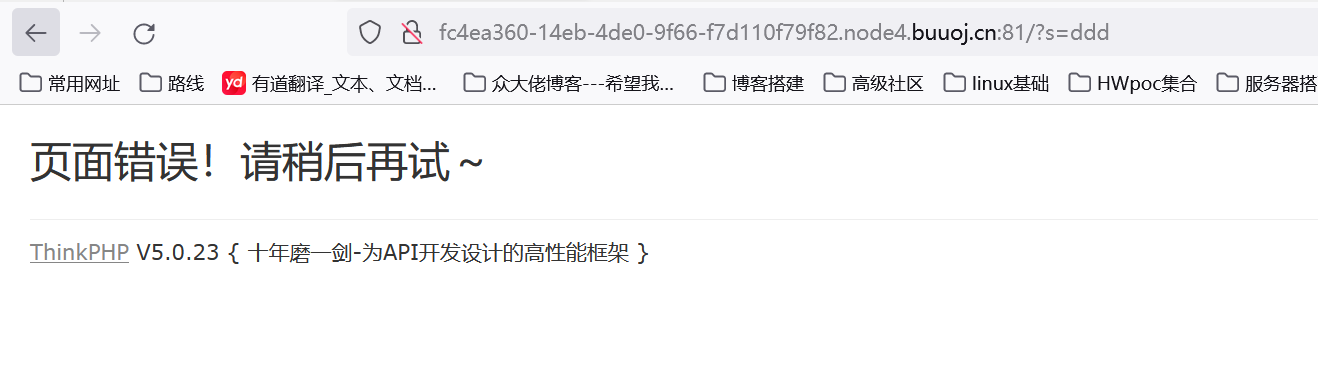 fc4ea360-14eb-4de0-9f66-f7d110f79f82.node4.buuoj.cn:81/?s=ddd
常用网址 路线 yd 有道翻译_文本、文档... 众大佬博客---希望我... 博客搭建 高级社区 linux基础 HWpoc集合 服务器搭
页面错误！请稍后再试～
ThinkPHP V5.0.23 { 十年磨一剑-为API开发设计的高性能框架 }